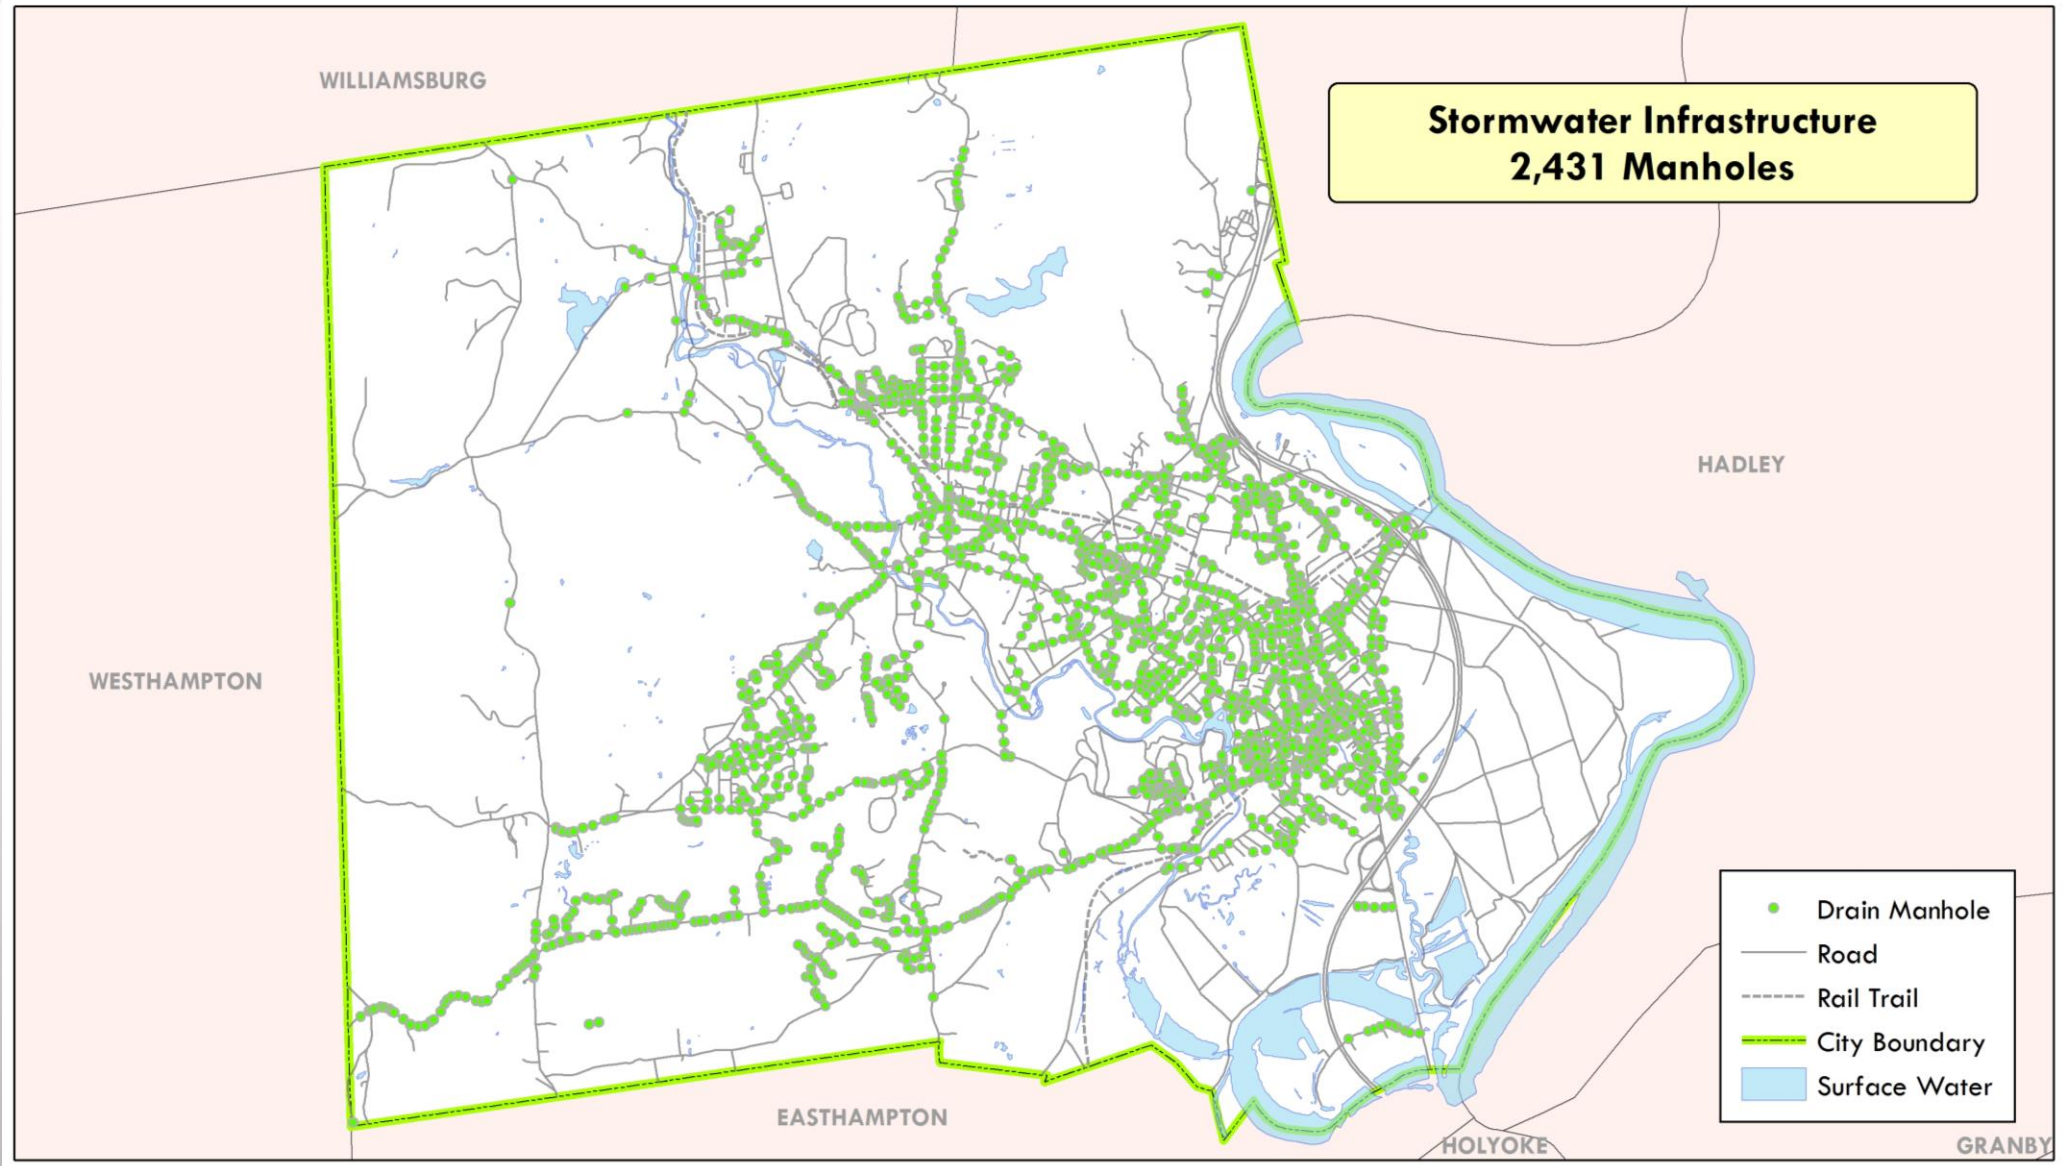 WILLIAMSBURG
Stormwater Infrastructure
2,431 Manholes
HADLEY
WESTHAMPTON
Drain Manhole
Road
Rail Trail
City Boundary
Surface Water
EASTHAMPTON
HOLYOKE
GRANBY